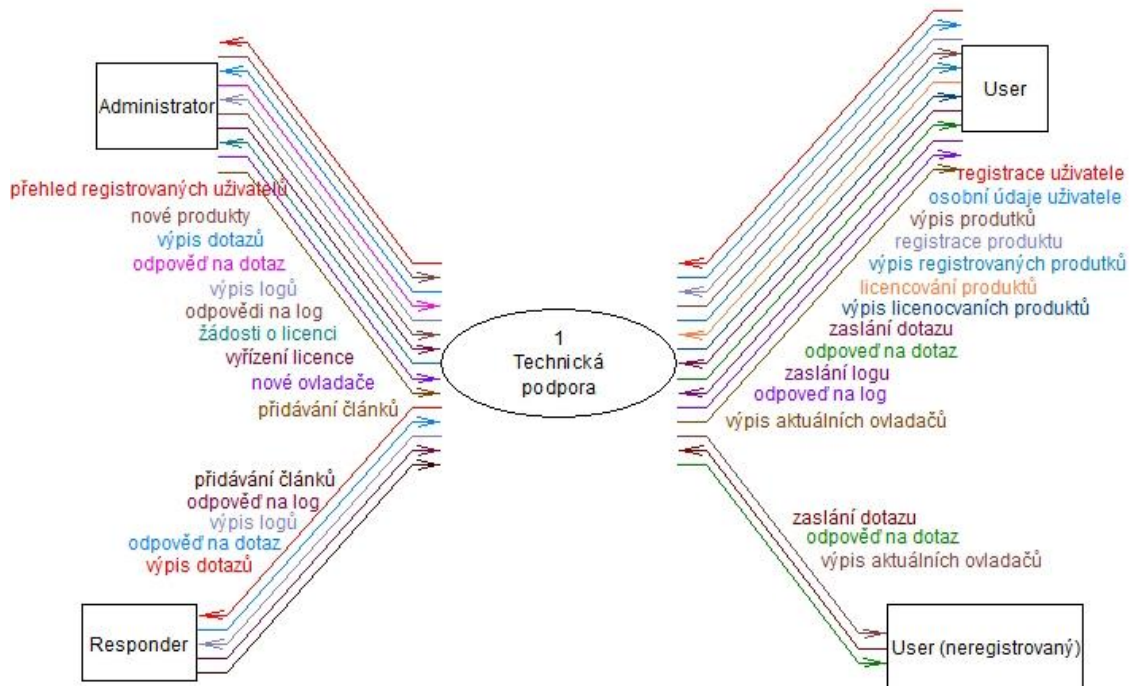 Administrator
User
přehled registrovaných uživatelů
nové produkty
výpis dotazů
odpověď na dotaz
výpis logů
odpovědi na log
žádosti o licenci
vyřízení licence
nové ovladače
přidávání článků
registrace uživatele
osobní údaje uživatele
výpis produtků
registrace produktu
výpis registrovaných produtků
licencování produktů
výpis licenocvaních produktů
zaslání dotazu
odpoveď na dotaz
zaslání logu
odpoveď na log
výpis aktuálních ovladačů
1
Technická
podpora
přidávání článků
odpověď na log
výpis logů
odpověď na dotaz
výpis dotazů
zaslání dotazu
odpověď na dotaz
výpis aktuálních ovladačů
Responder
User (neregistrovaný)